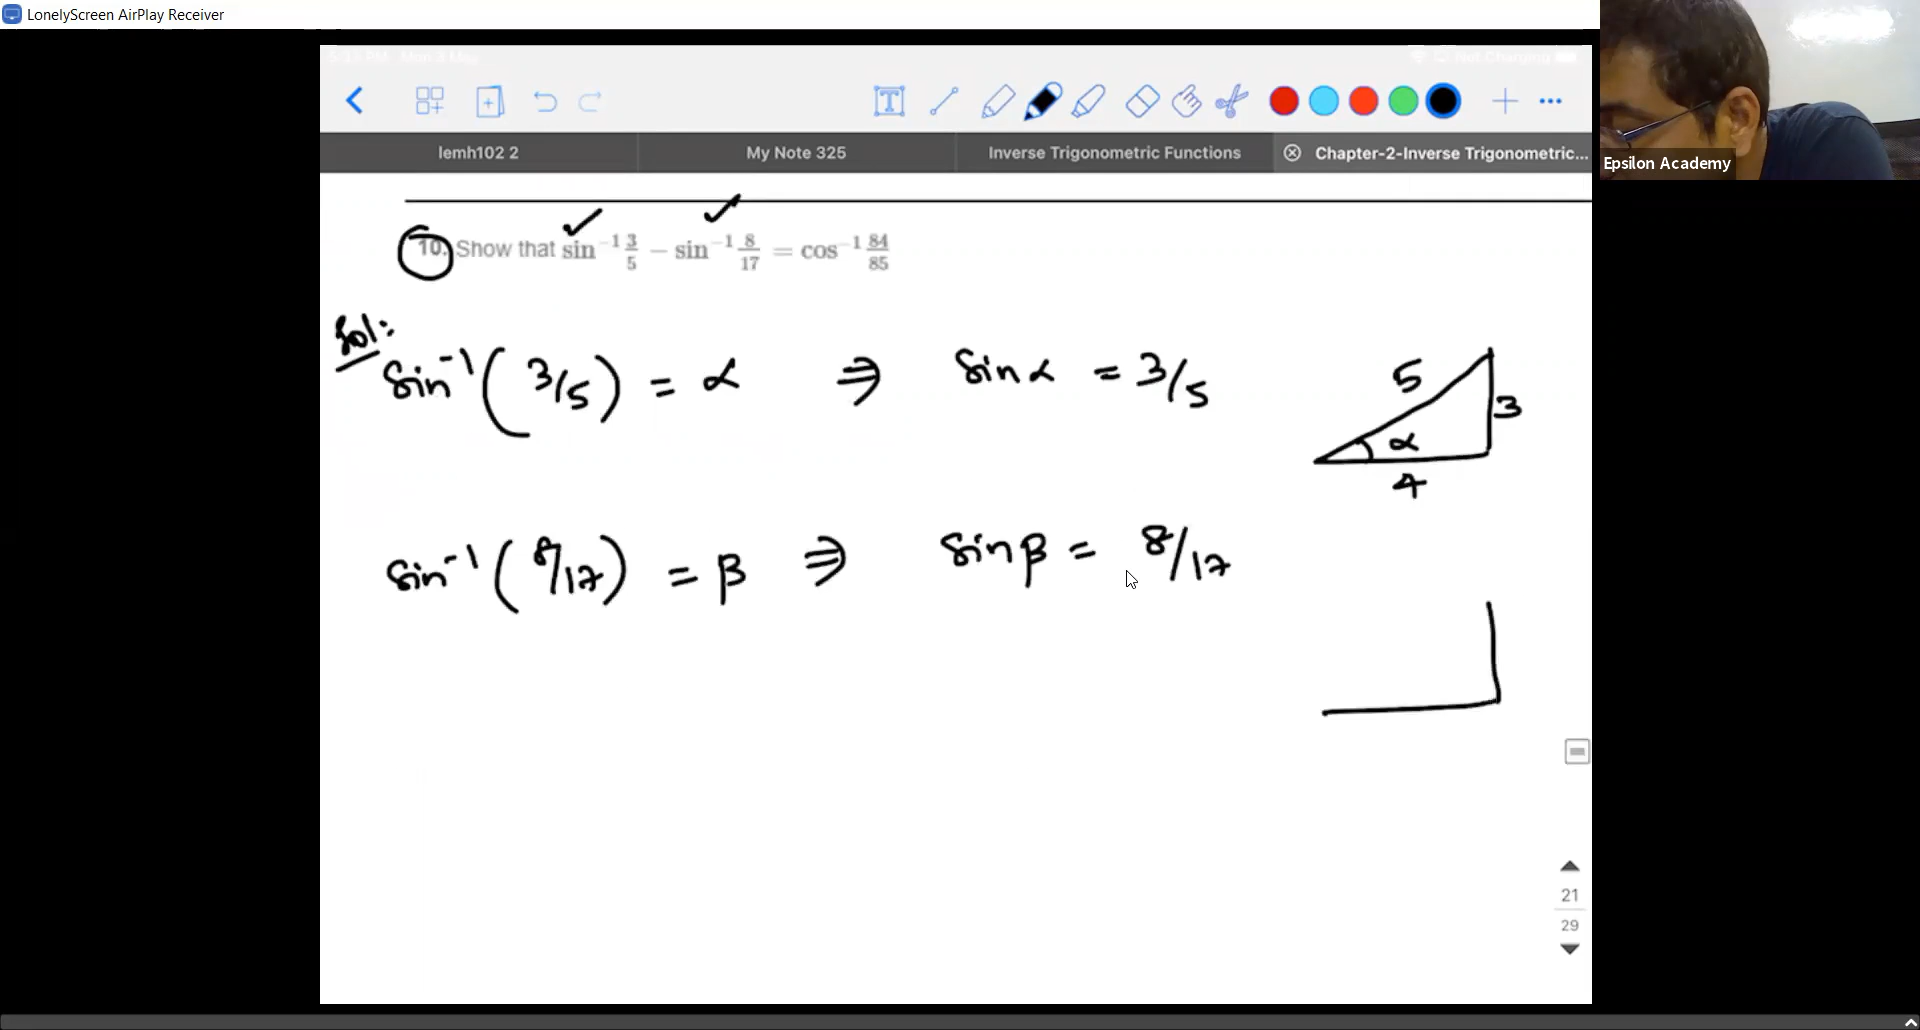 LonelyScreen AirPlay Receiver
Not Charging
T
lemh102 2
My Note 325
Inverse Trigonometric Functions
Chapter-2-Inverse Trigonometric...
Epsilon Academy
10. Show that sin⁻¹ 3/5 − sin⁻¹ 8/17 = cos⁻¹ 84/85
Sol:
sin⁻¹(3/5) = α ⇒ sin α = 3/5
5
3
α
4
sin⁻¹(8/17) = β ⇒ sin β = 8/17
21
29